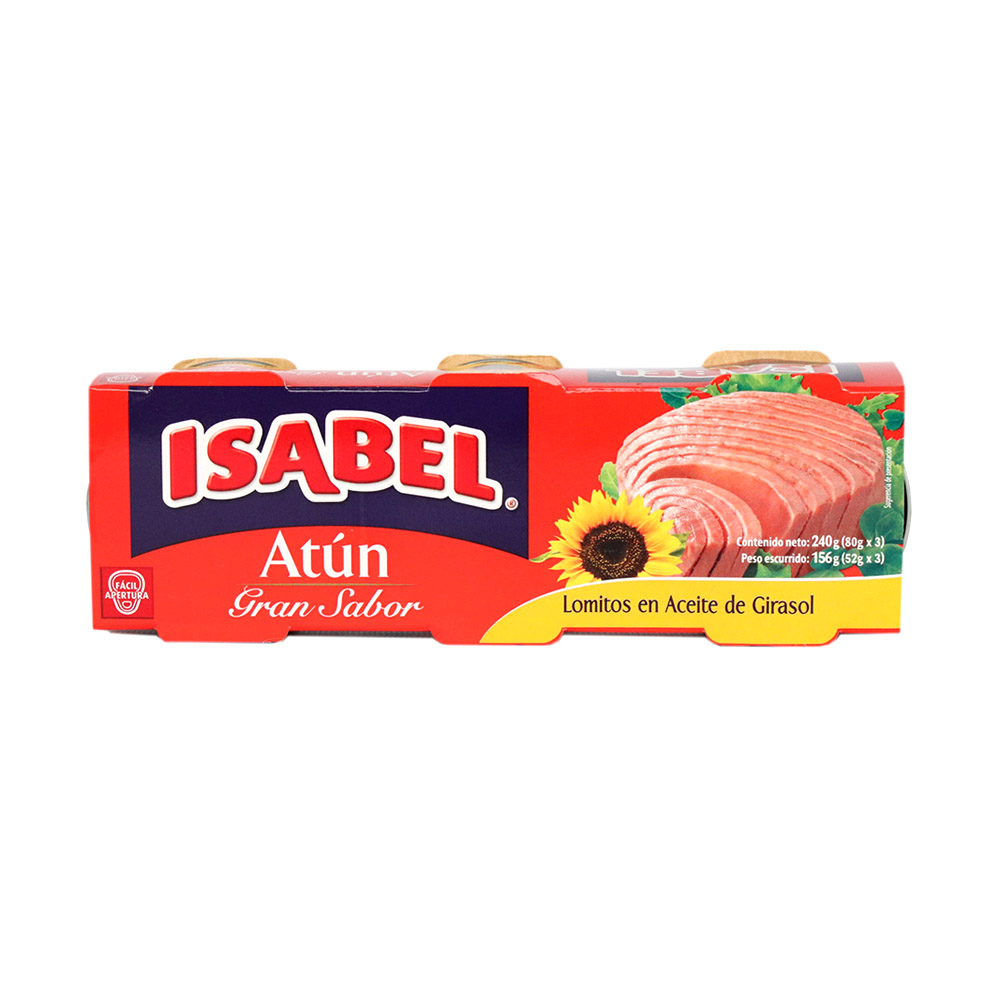 ISABEL®
Atún
Gran Sabor
FÁCIL
APERTURA
Sugerencia de presentación
Contenido neto: 240g (80g x 3)
Peso escurrido: 156g (52g x 3)
Lomitos en Aceite de Girasol